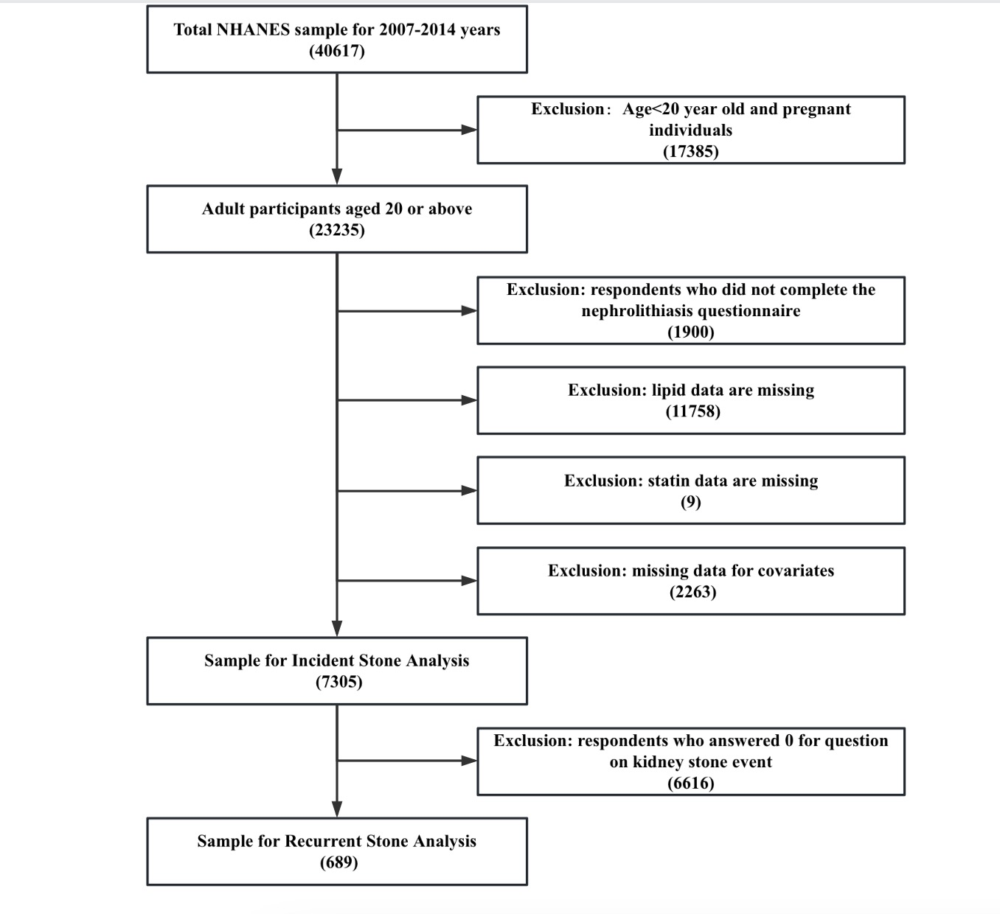 Total NHANES sample for 2007-2014 years
(40617)
Exclusion： Age<20 year old and pregnant
individuals
(17385)
Adult participants aged 20 or above
(23235)
Exclusion: respondents who did not complete the
nephrolithiasis questionnaire
(1900)
Exclusion: lipid data are missing
(11758)
Exclusion: statin data are missing
(9)
Exclusion: missing data for covariates
(2263)
Sample for Incident Stone Analysis
(7305)
Exclusion: respondents who answered 0 for question
on kidney stone event
(6616)
Sample for Recurrent Stone Analysis
(689)